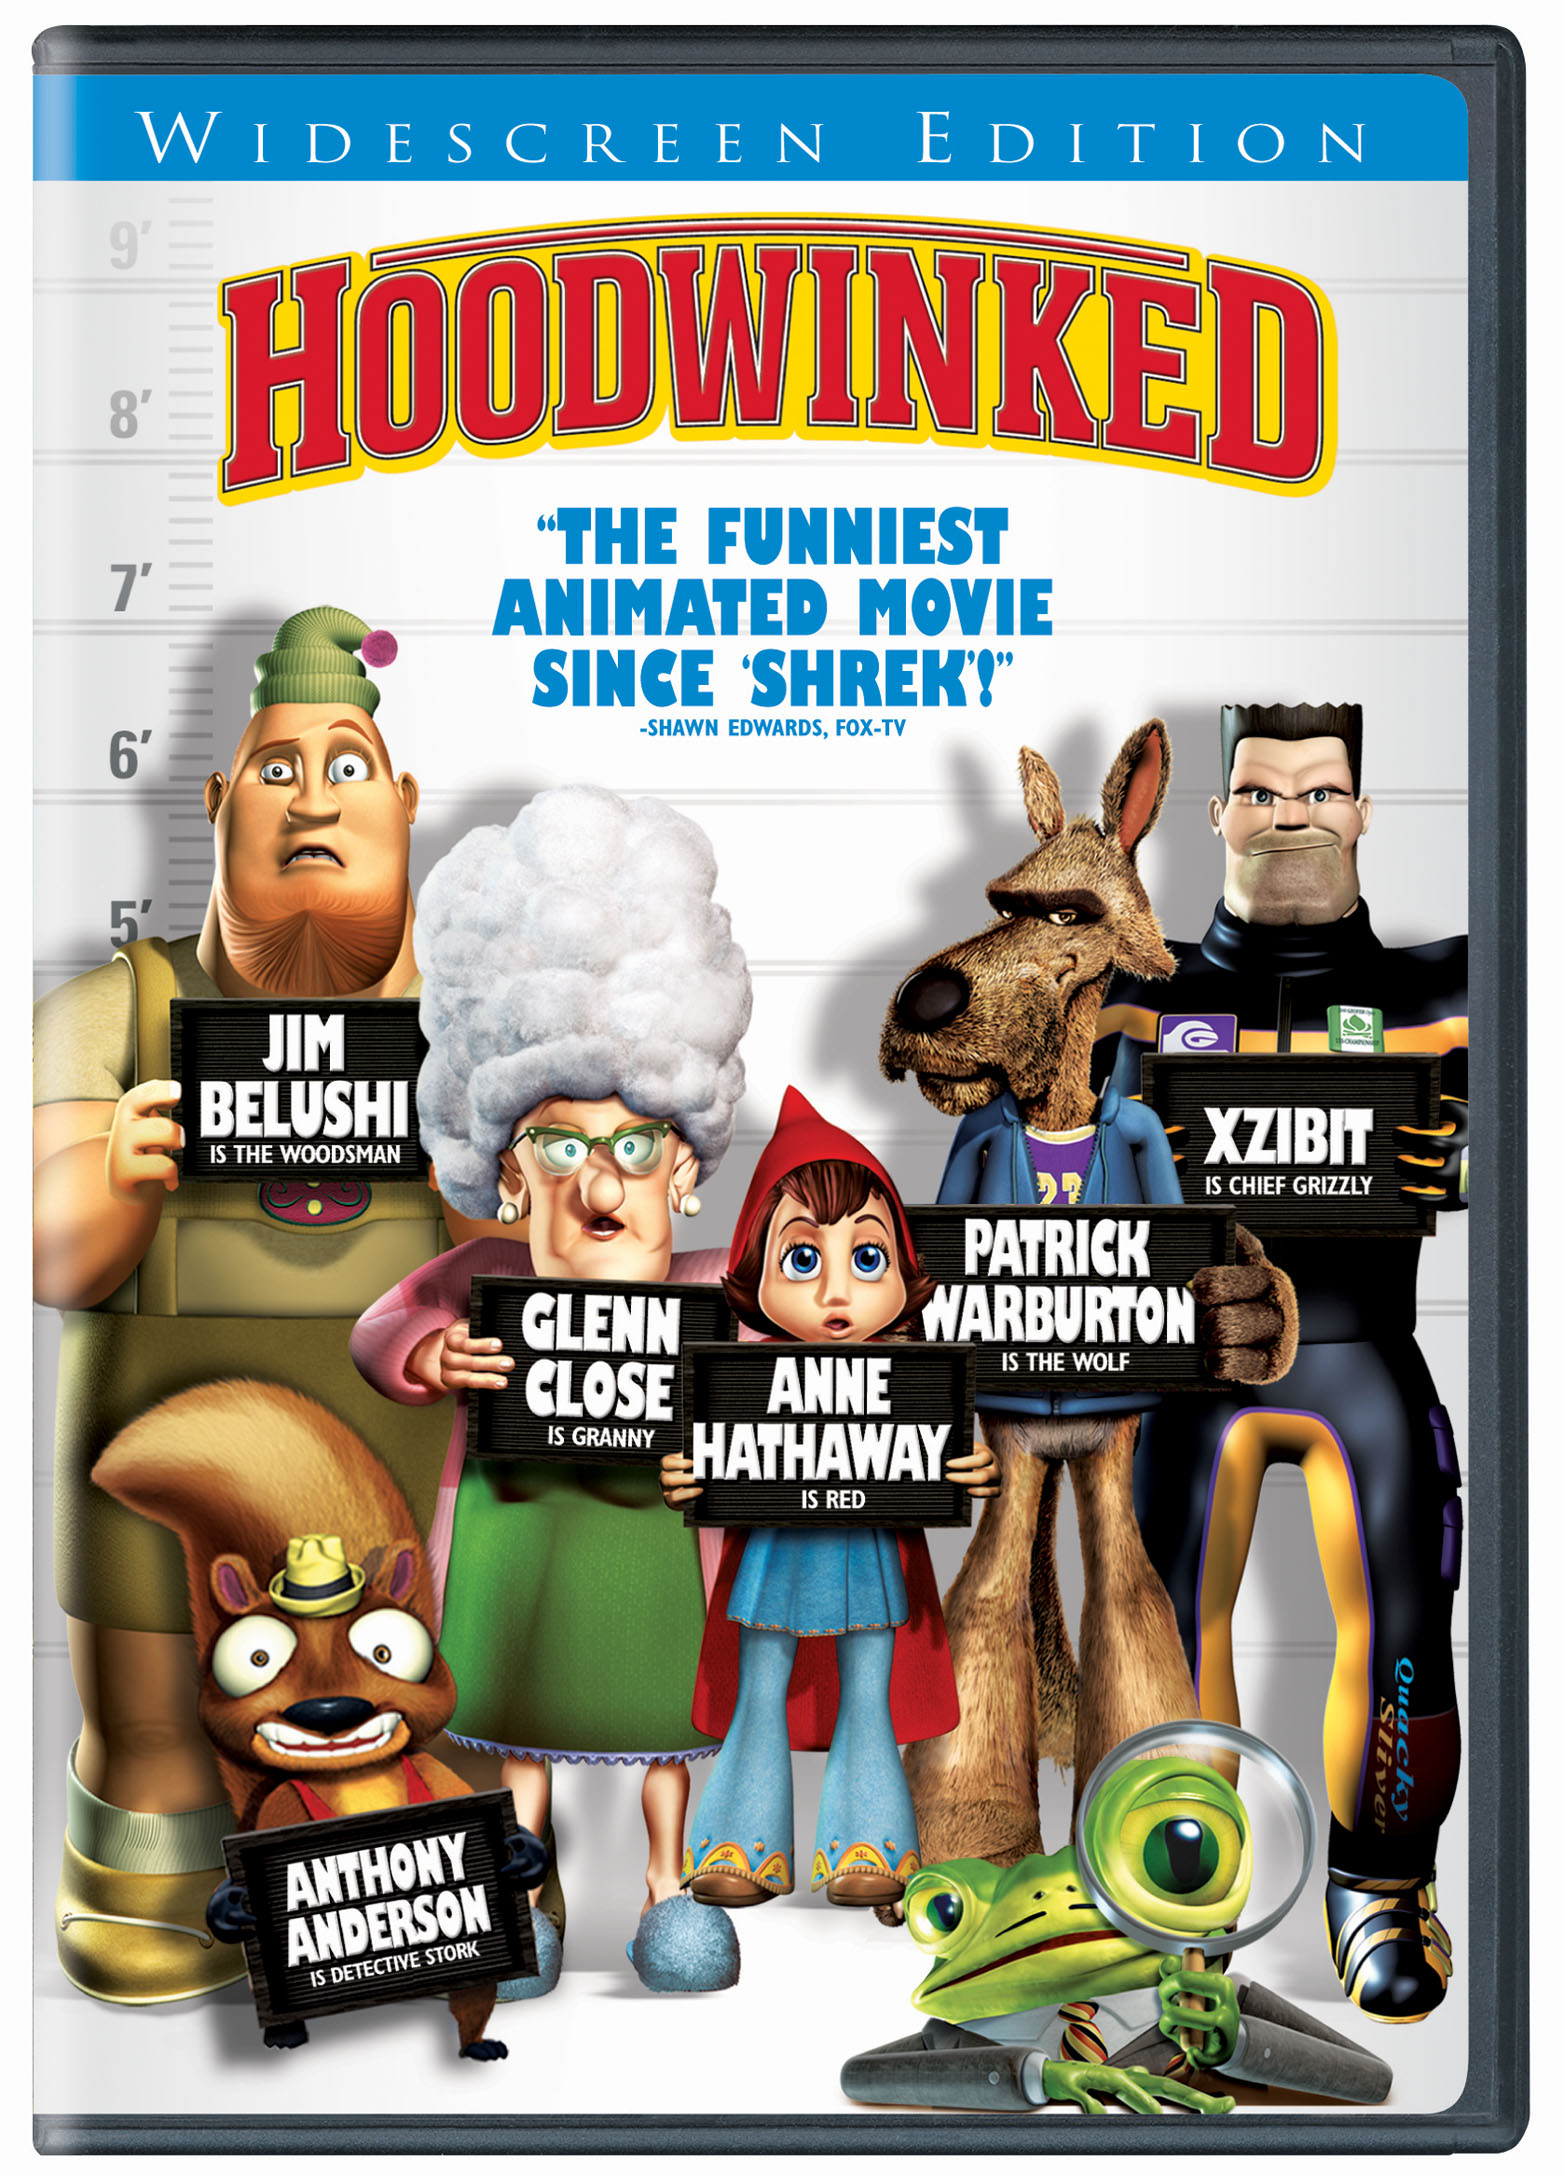 WIDESCREEN EDITION
9'
HOODWINKED
8'
"THE FUNNIEST
ANIMATED MOVIE
SINCE 'SHREK'!"
-SHAWN EDWARDS, FOX-TV
7'
6'
5'
JIM
BELUSHI
IS THE WOODSMAN
XZIBIT
IS CHIEF GRIZZLY
23
PATRICK
WARBURTON
IS THE WOLF
GLENN
CLOSE
IS GRANNY
ANNE
HATHAWAY
IS RED
Quacky
Sliver
ANTHONY
ANDERSON
IS DETECTIVE STORK